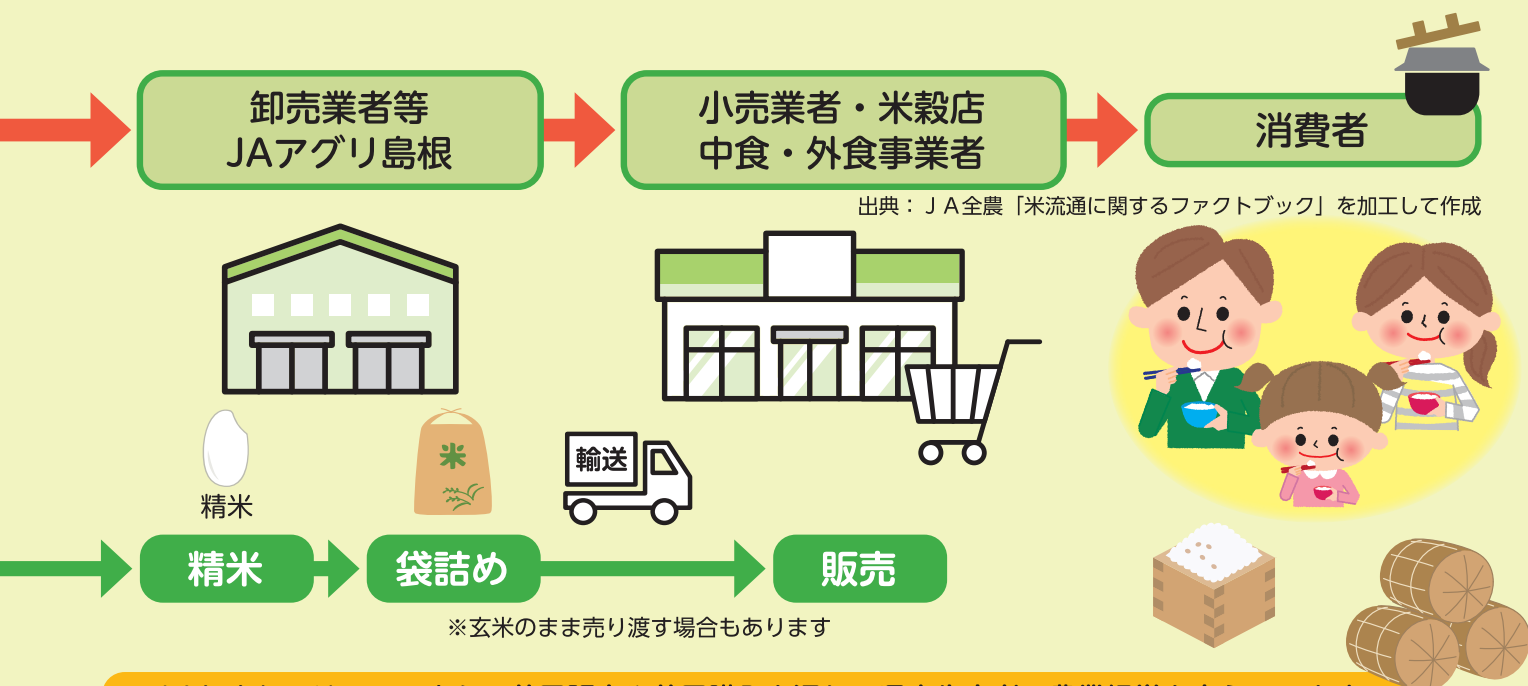 卸売業者等
JAアグリ島根
小売業者・米穀店
中食・外食事業者
消費者
出典：ＪＡ全農「米流通に関するファクトブック」を加工して作成
精米
米
輸送
精米
袋詰め
販売
※玄米のまま売り渡す場合もあります